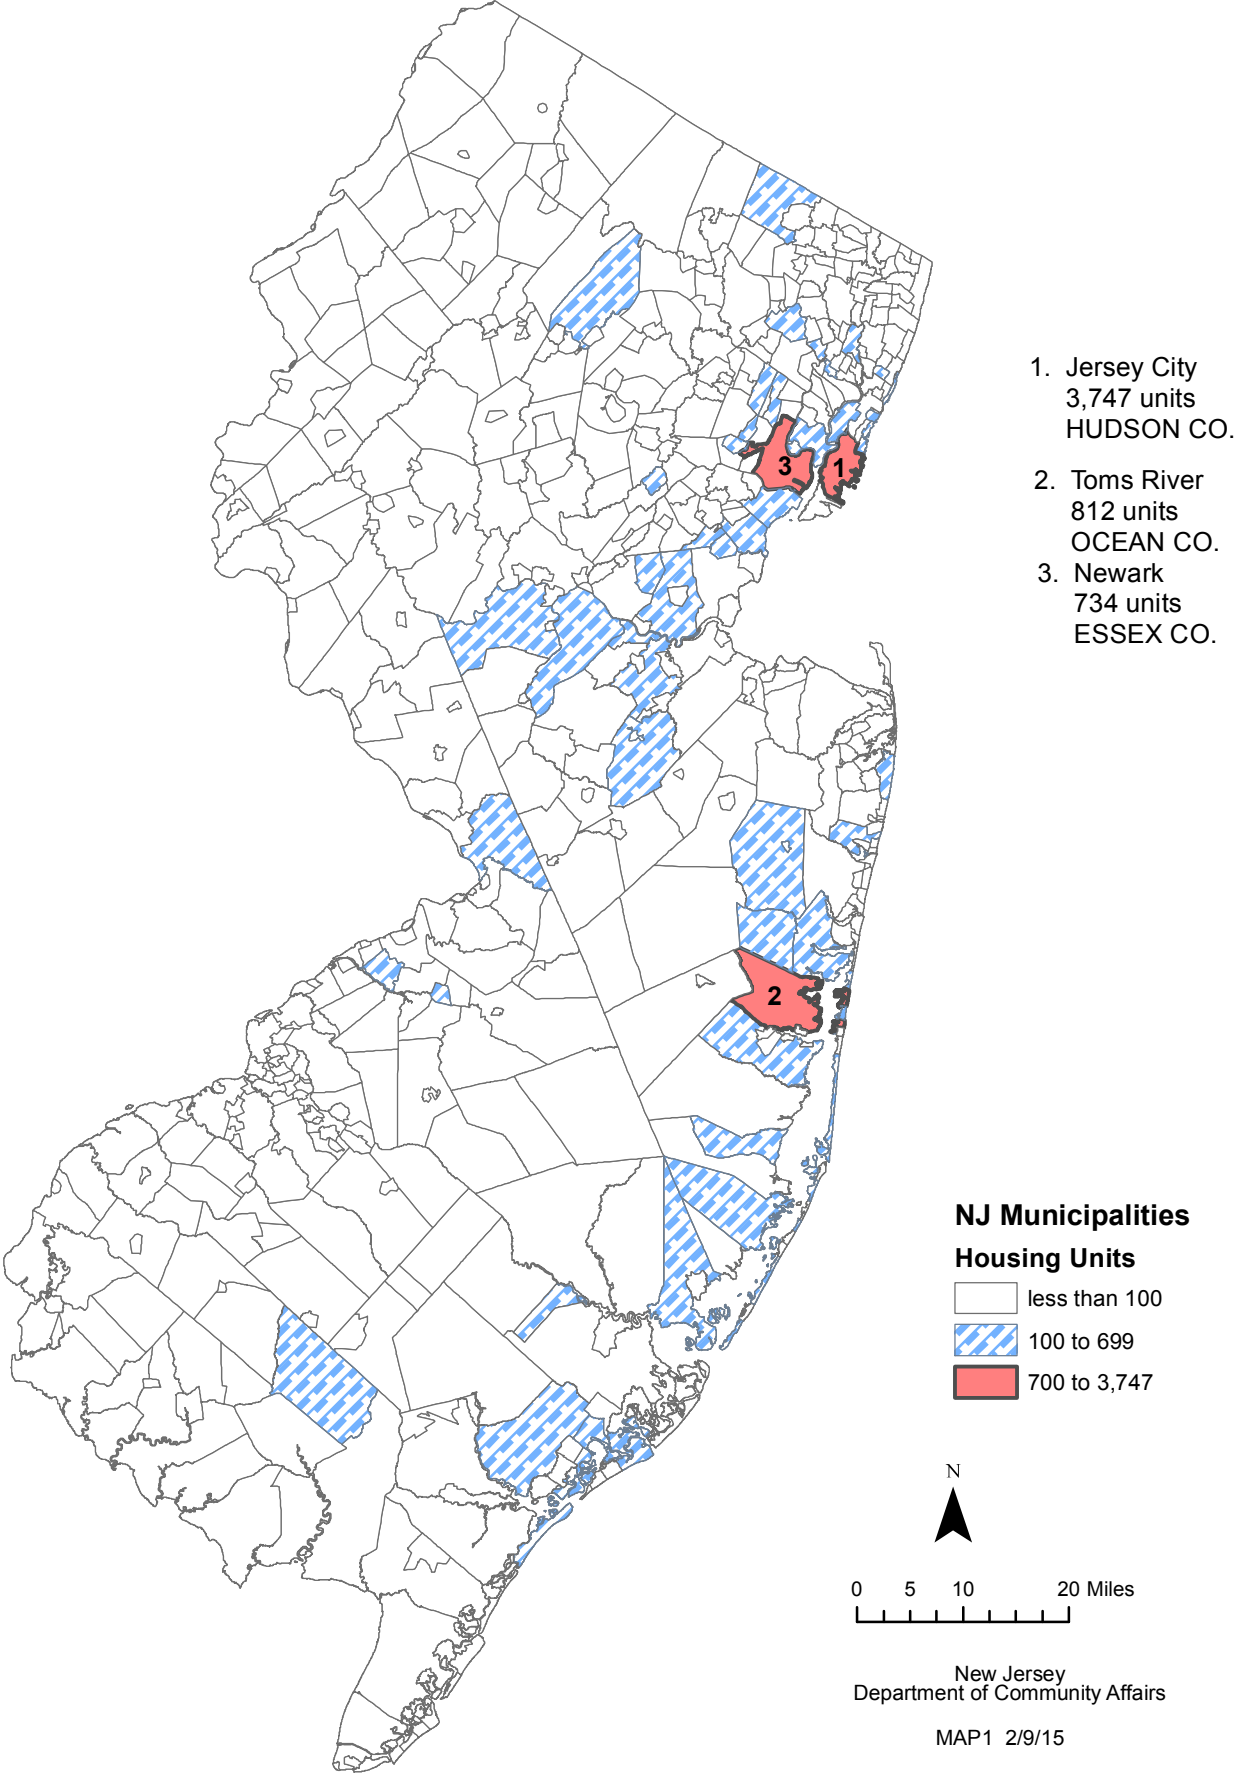 1. Jersey City
3,747 units
HUDSON CO.
2. Toms River
812 units
OCEAN CO.
3. Newark
734 units
ESSEX CO.
3
1
2
NJ Municipalities
Housing Units
less than 100
100 to 699
700 to 3,747
N
0 5 10 20 Miles
New Jersey
Department of Community Affairs
MAP1 2/9/15